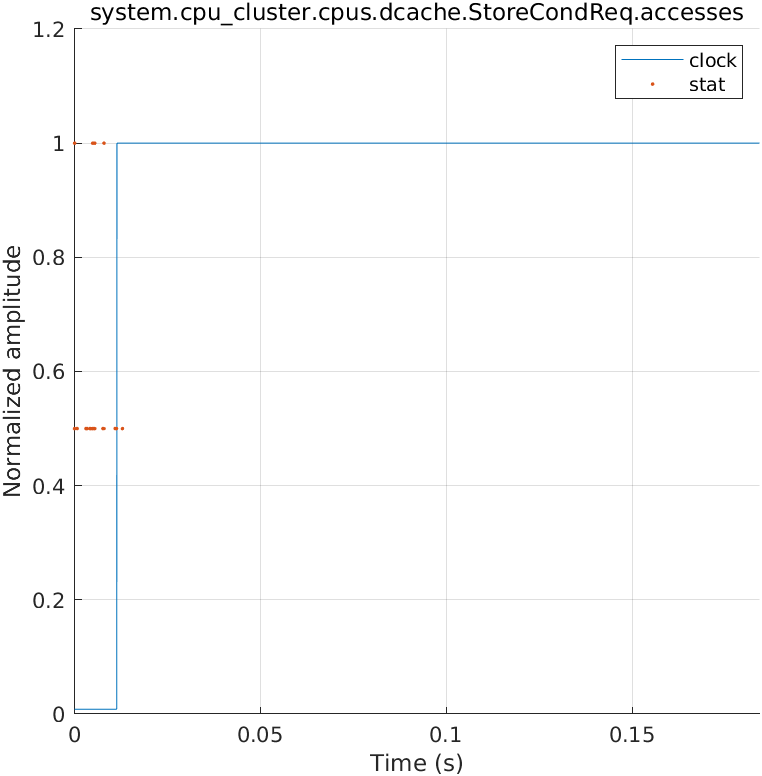 system.cpu_cluster.cpus.dcache.StoreCondReq.accesses
clock
stat
Normalized amplitude
1.2
1
0.8
0.6
0.4
0.2
0
0
0.05
0.1
0.15
Time (s)